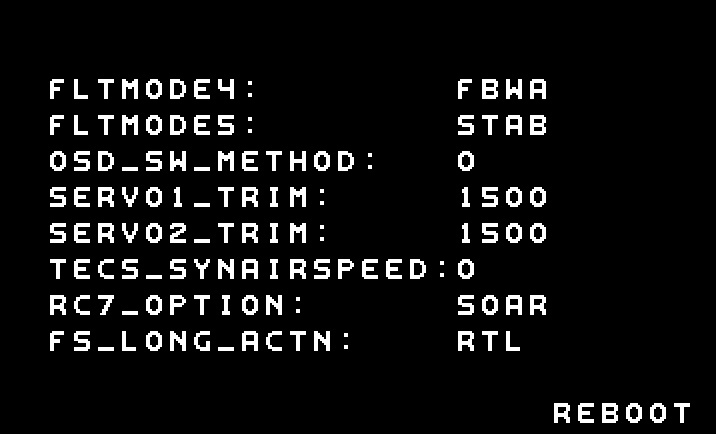 FLTMODE4: FBWA
FLTMODE5: STAB
OSD_SW_METHOD: 0
SERVO1_TRIM: 1500
SERVO2_TRIM: 1500
TECS_SYNAIRSPEED:0
RC7_OPTION: SOAR
FS_LONG_ACTN: RTL
REBOOT